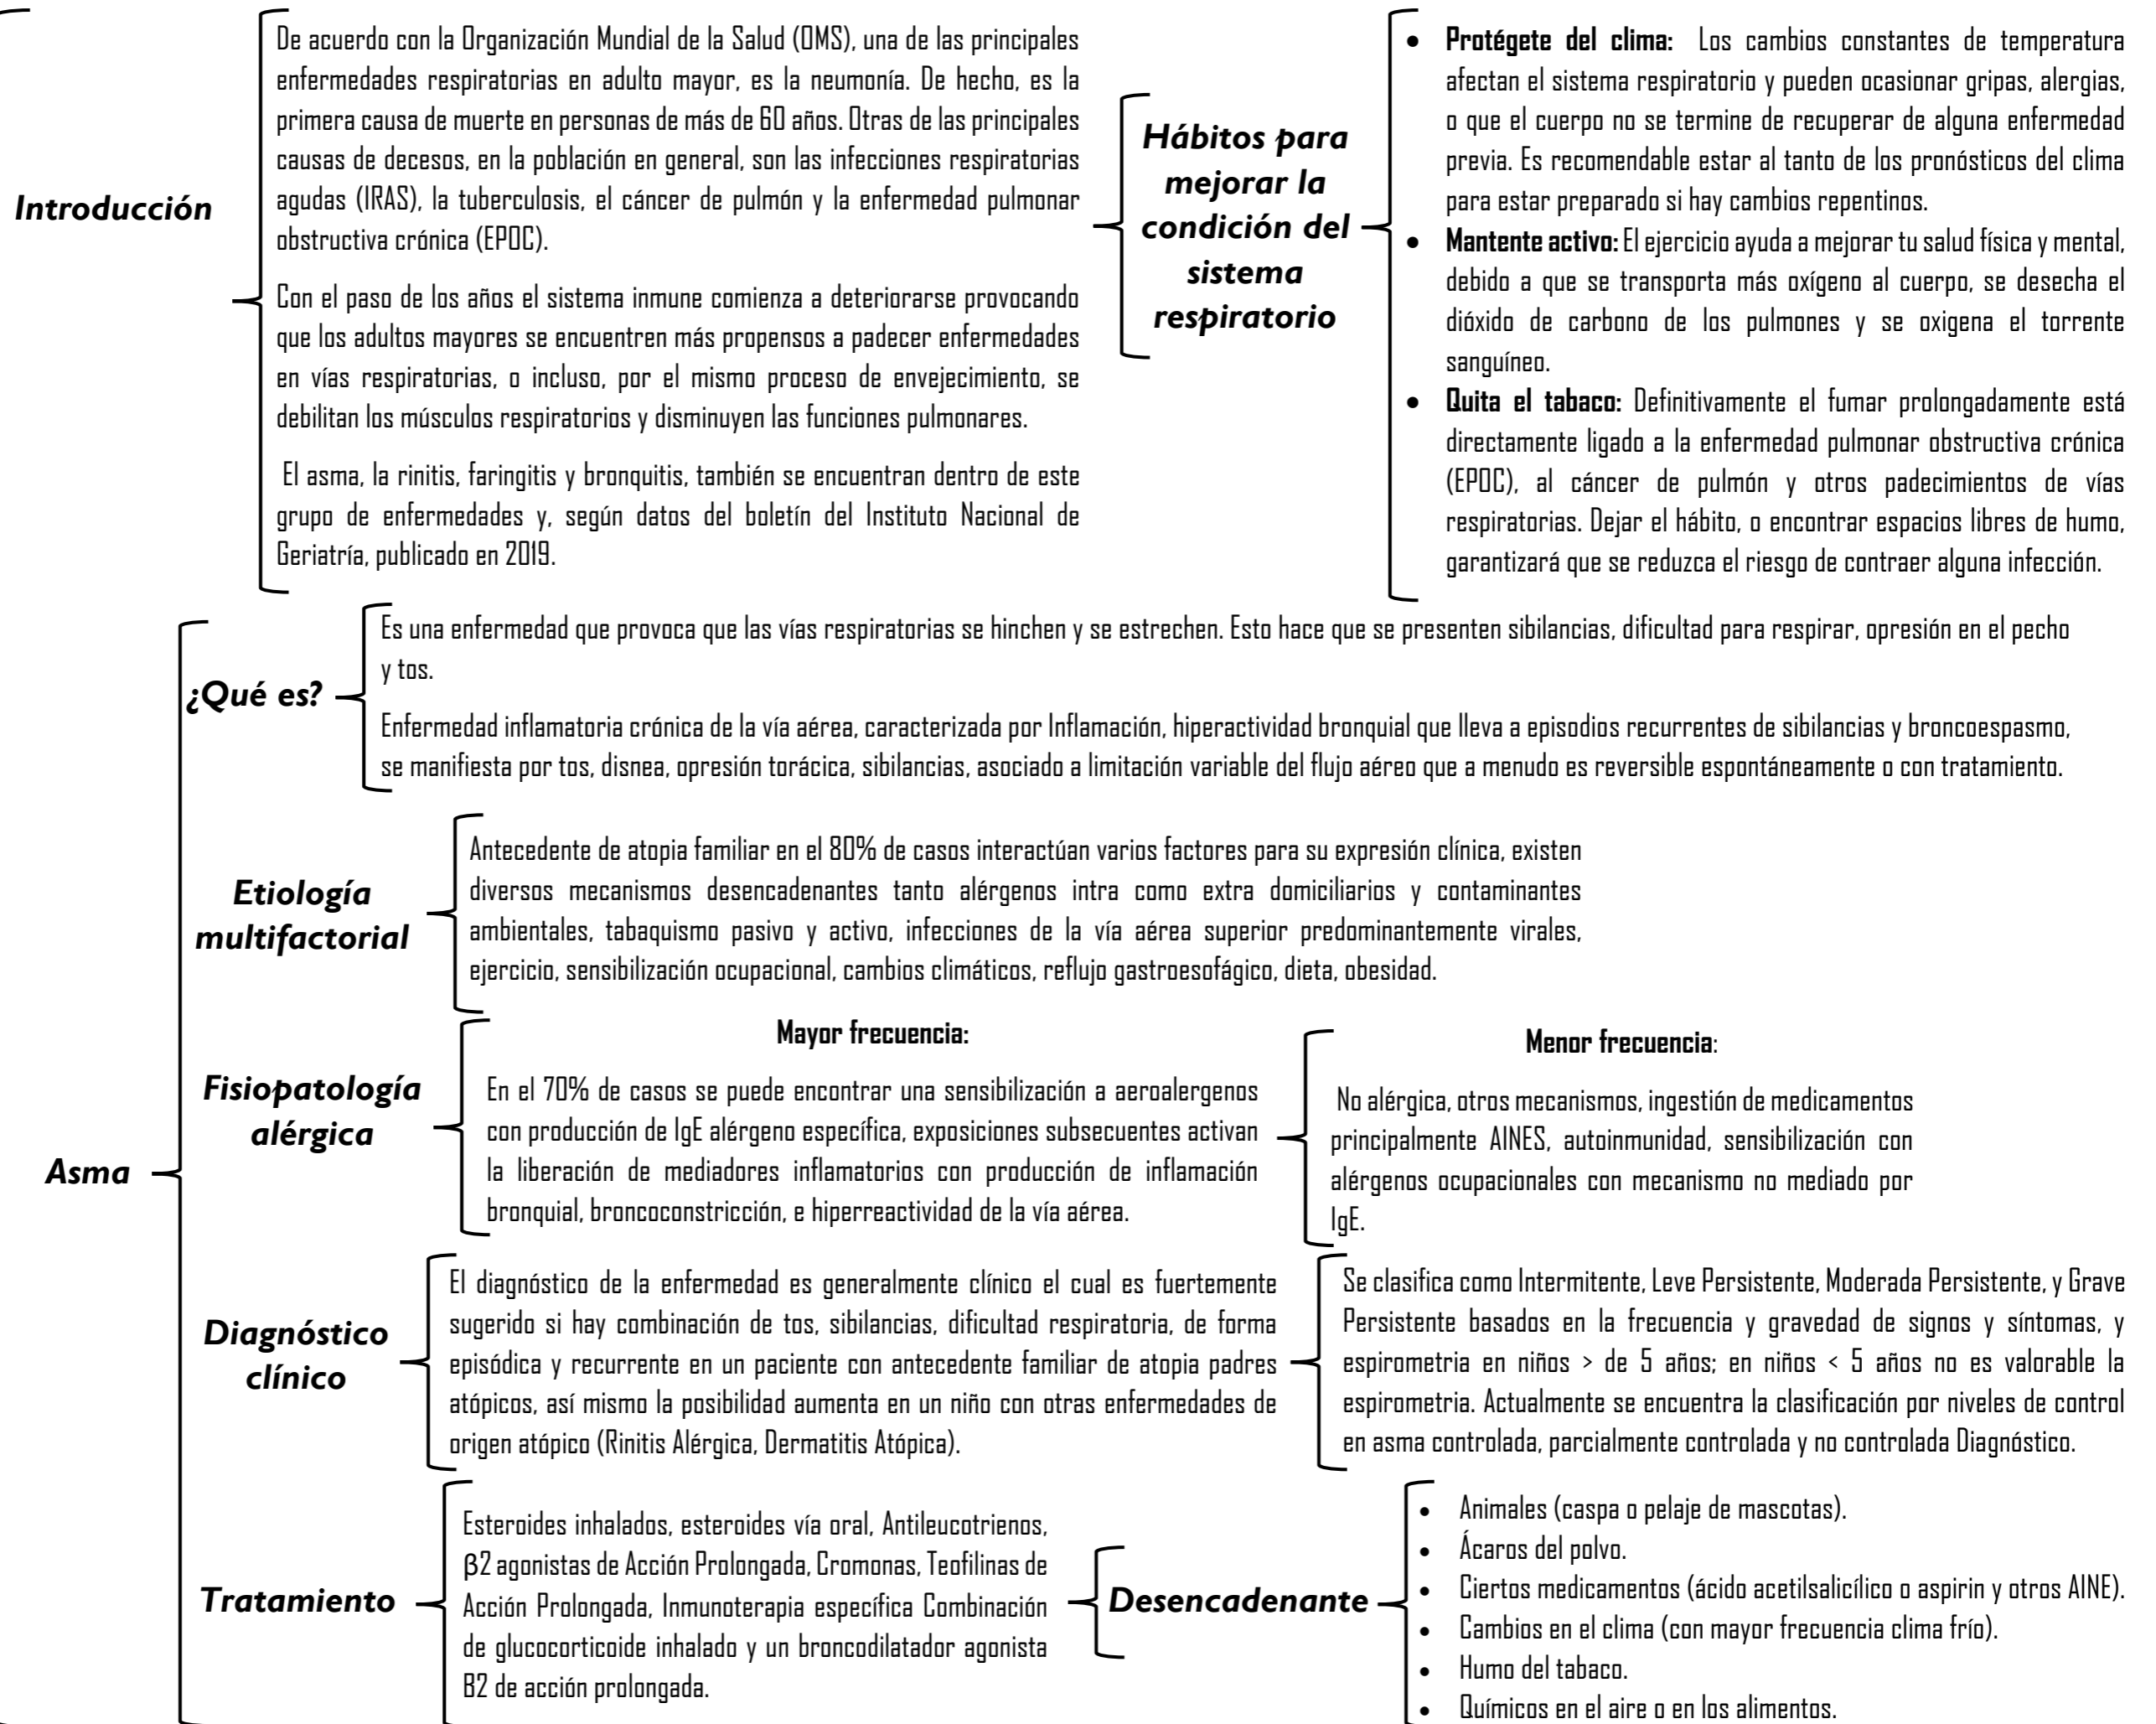 Introducción
De acuerdo con la Organización Mundial de la Salud (OMS), una de las principales
enfermedades respiratorias en adulto mayor, es la neumonía. De hecho, es la
primera causa de muerte en personas de más de 60 años. Otras de las principales
causas de decesos, en la población en general, son las infecciones respiratorias
agudas (IRAS), la tuberculosis, el cáncer de pulmón y la enfermedad pulmonar
obstructiva crónica (EPOC).
Con el paso de los años el sistema inmune comienza a deteriorarse provocando
que los adultos mayores se encuentren más propensos a padecer enfermedades
en vías respiratorias, o incluso, por el mismo proceso de envejecimiento, se
debilitan los músculos respiratorios y disminuyen las funciones pulmonares.
El asma, la rinitis, faringitis y bronquitis, también se encuentran dentro de este
grupo de enfermedades y, según datos del boletín del Instituto Nacional de
Geriatría, publicado en 2019.
Hábitos para
mejorar la
condición del
sistema
respiratorio
• Protégete del clima: Los cambios constantes de temperatura
afectan el sistema respiratorio y pueden ocasionar gripas, alergias,
o que el cuerpo no se termine de recuperar de alguna enfermedad
previa. Es recomendable estar al tanto de los pronósticos del clima
para estar preparado si hay cambios repentinos.
• Mantente activo: El ejercicio ayuda a mejorar tu salud física y mental,
debido a que se transporta más oxígeno al cuerpo, se desecha el
dióxido de carbono de los pulmones y se oxigena el torrente
sanguíneo.
• Quita el tabaco: Definitivamente el fumar prolongadamente está
directamente ligado a la enfermedad pulmonar obstructiva crónica
(EPOC), al cáncer de pulmón y otros padecimientos de vías
respiratorias. Dejar el hábito, o encontrar espacios libres de humo,
garantizará que se reduzca el riesgo de contraer alguna infección.
Asma
¿Qué es?
Es una enfermedad que provoca que las vías respiratorias se hinchen y se estrechen. Esto hace que se presenten sibilancias, dificultad para respirar, opresión en el pecho
y tos.
Enfermedad inflamatoria crónica de la vía aérea, caracterizada por Inflamación, hiperactividad bronquial que lleva a episodios recurrentes de sibilancias y broncoespasmo,
se manifiesta por tos, disnea, opresión torácica, sibilancias, asociado a limitación variable del flujo aéreo que a menudo es reversible espontáneamente o con tratamiento.
Etiología
multifactorial
Antecedente de atopia familiar en el 80% de casos interactúan varios factores para su expresión clínica, existen
diversos mecanismos desencadenantes tanto alérgenos intra como extra domiciliarios y contaminantes
ambientales, tabaquismo pasivo y activo, infecciones de la vía aérea superior predominantemente virales,
ejercicio, sensibilización ocupacional, cambios climáticos, reflujo gastroesofágico, dieta, obesidad.
Fisiopatología
alérgica
Mayor frecuencia:
En el 70% de casos se puede encontrar una sensibilización a aeroalergenos
con producción de IgE alérgeno específica, exposiciones subsecuentes activan
la liberación de mediadores inflamatorios con producción de inflamación
bronquial, broncoconstricción, e hiperreactividad de la vía aérea.
Menor frecuencia:
No alérgica, otros mecanismos, ingestión de medicamentos
principalmente AINES, autoinmunidad, sensibilización con
alérgenos ocupacionales con mecanismo no mediado por
IgE.
Diagnóstico
clínico
El diagnóstico de la enfermedad es generalmente clínico el cual es fuertemente
sugerido si hay combinación de tos, sibilancias, dificultad respiratoria, de forma
episódica y recurrente en un paciente con antecedente familiar de atopia padres
atópicos, así mismo la posibilidad aumenta en un niño con otras enfermedades de
origen atópico (Rinitis Alérgica, Dermatitis Atópica).
Se clasifica como Intermitente, Leve Persistente, Moderada Persistente, y Grave
Persistente basados en la frecuencia y gravedad de signos y síntomas, y
espirometria en niños > de 5 años; en niños < 5 años no es valorable la
espirometria. Actualmente se encuentra la clasificación por niveles de control
en asma controlada, parcialmente controlada y no controlada Diagnóstico.
Tratamiento
Esteroides inhalados, esteroides vía oral, Antileucotrienos,
β2 agonistas de Acción Prolongada, Cromonas, Teofilinas de
Acción Prolongada, Inmunoterapia específica Combinación
de glucocorticoide inhalado y un broncodilatador agonista
B2 de acción prolongada.
Desencadenante
• Animales (caspa o pelaje de mascotas).
• Ácaros del polvo.
• Ciertos medicamentos (ácido acetilsalicílico o aspirin y otros AINE).
• Cambios en el clima (con mayor frecuencia clima frío).
• Humo del tabaco.
• Químicos en el aire o en los alimentos.